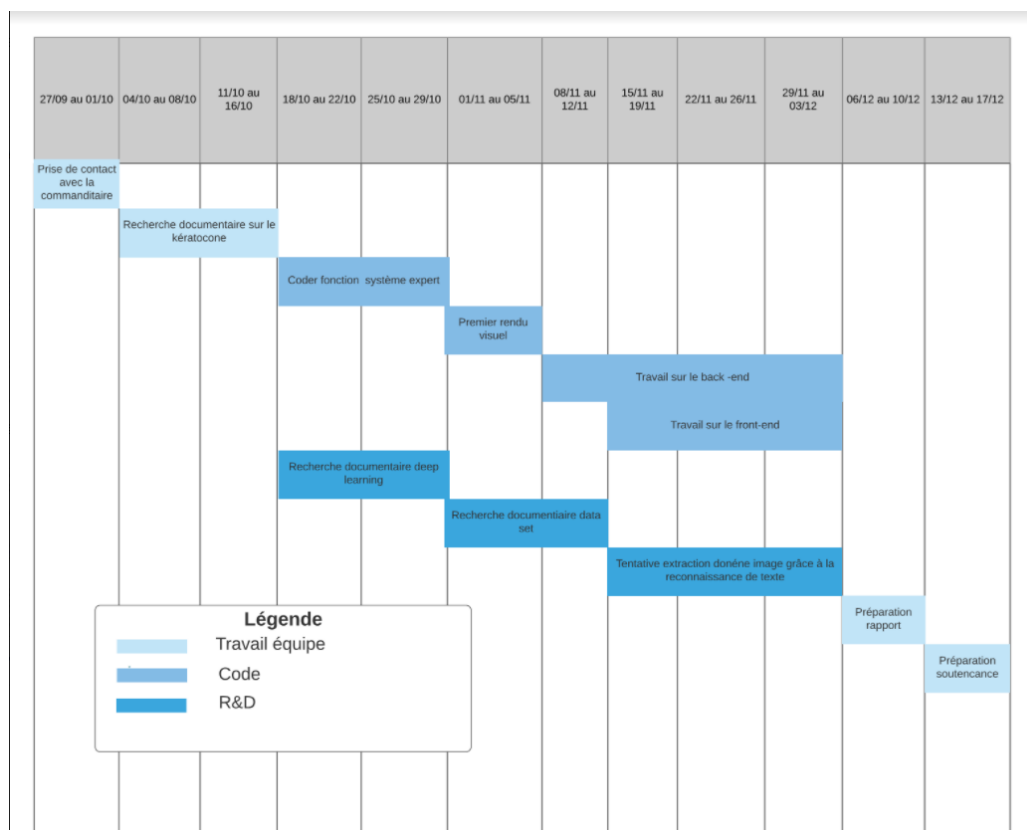 27/09 au 01/10
04/10 au 08/10
11/10 au
16/10
18/10 au 22/10
25/10 au 29/10
01/11 au 05/11
08/11 au
12/11
15/11 au
19/11
22/11 au 26/11
29/11 au
03/12
06/12 au 10/12
13/12 au 17/12
Prise de contact
avec la
commanditaire
Recherche documentaire sur le
kératocone
Coder fonction système expert
Premier rendu
visuel
Travail sur le back -end
Travail sur le front-end
Recherche documentaire deep
learning
Recherche documentiaire data
set
Tentative extraction donéne image grâce à la
reconnaissance de texte
Préparation
rapport
Préparation
soutencance
Légende
Travail équipe
Code
R&D